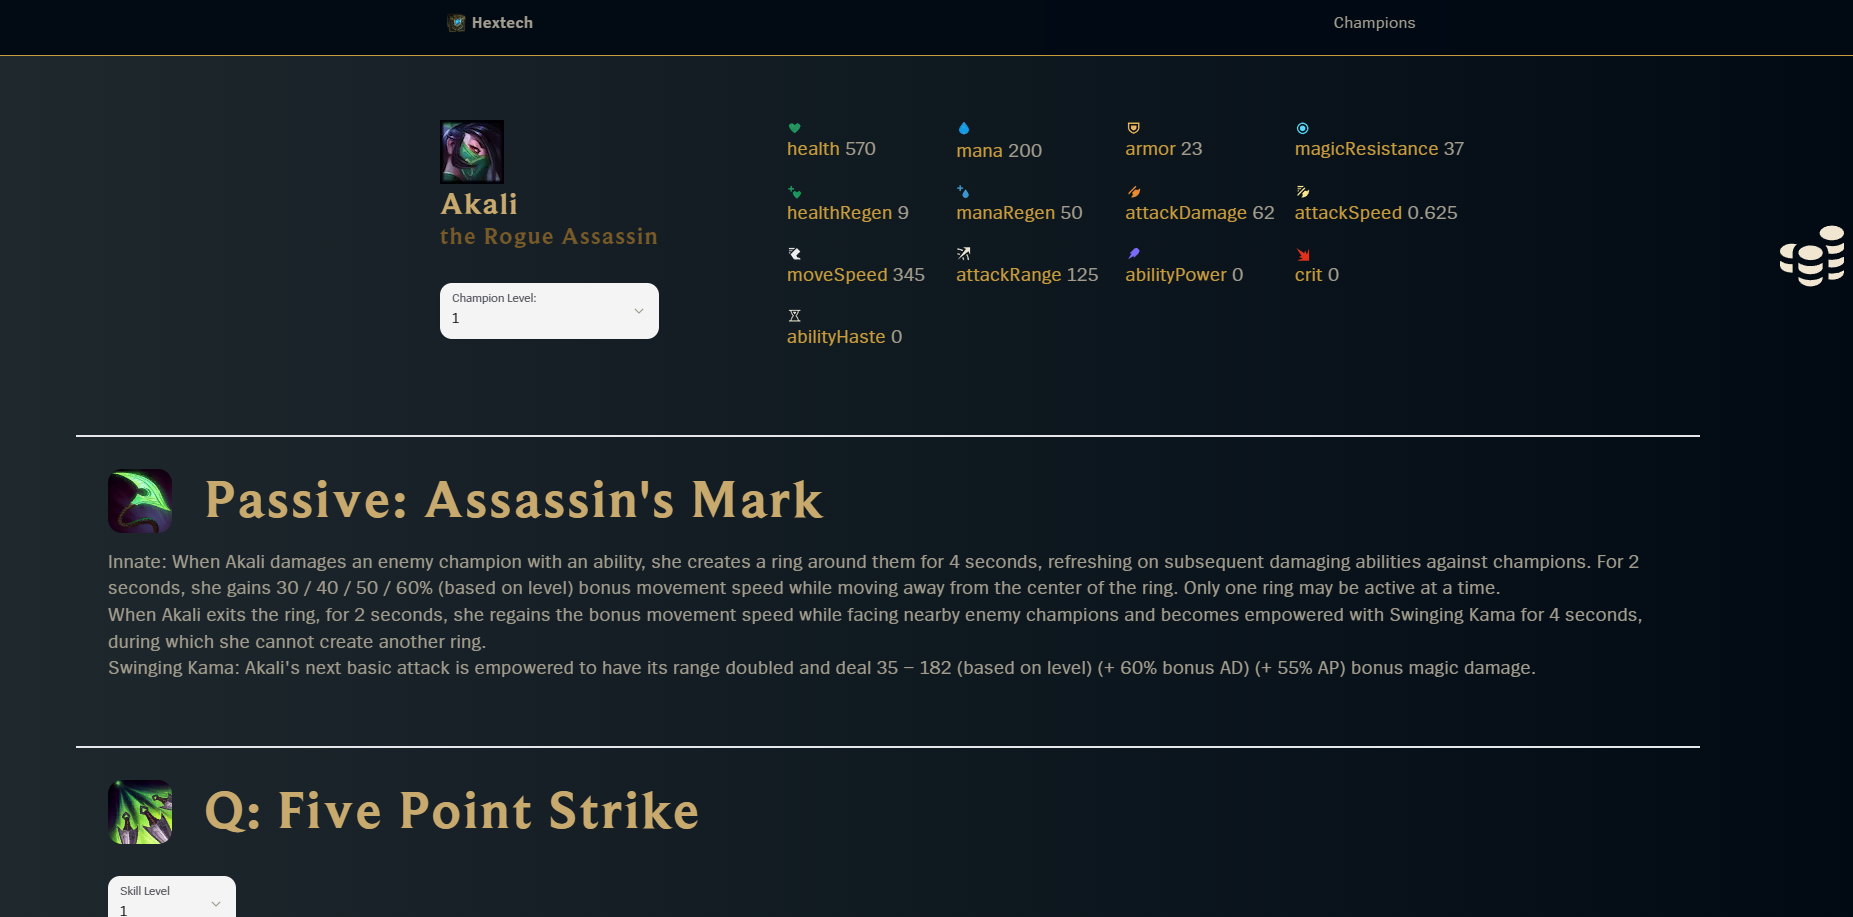 Hextech
Champions
Akali
the Rogue Assassin
Champion Level:
1
health 570
mana 200
armor 23
magicResistance 37
healthRegen 9
manaRegen 50
attackDamage 62
attackSpeed 0.625
moveSpeed 345
attackRange 125
abilityPower 0
crit 0
abilityHaste 0
Passive: Assassin's Mark
Innate: When Akali damages an enemy champion with an ability, she creates a ring around them for 4 seconds, refreshing on subsequent damaging abilities against champions. For 2
seconds, she gains 30 / 40 / 50 / 60% (based on level) bonus movement speed while moving away from the center of the ring. Only one ring may be active at a time.
When Akali exits the ring, for 2 seconds, she regains the bonus movement speed while facing nearby enemy champions and becomes empowered with Swinging Kama for 4 seconds,
during which she cannot create another ring.
Swinging Kama: Akali's next basic attack is empowered to have its range doubled and deal 35 – 182 (based on level) (+ 60% bonus AD) (+ 55% AP) bonus magic damage.
Q: Five Point Strike
Skill Level
1